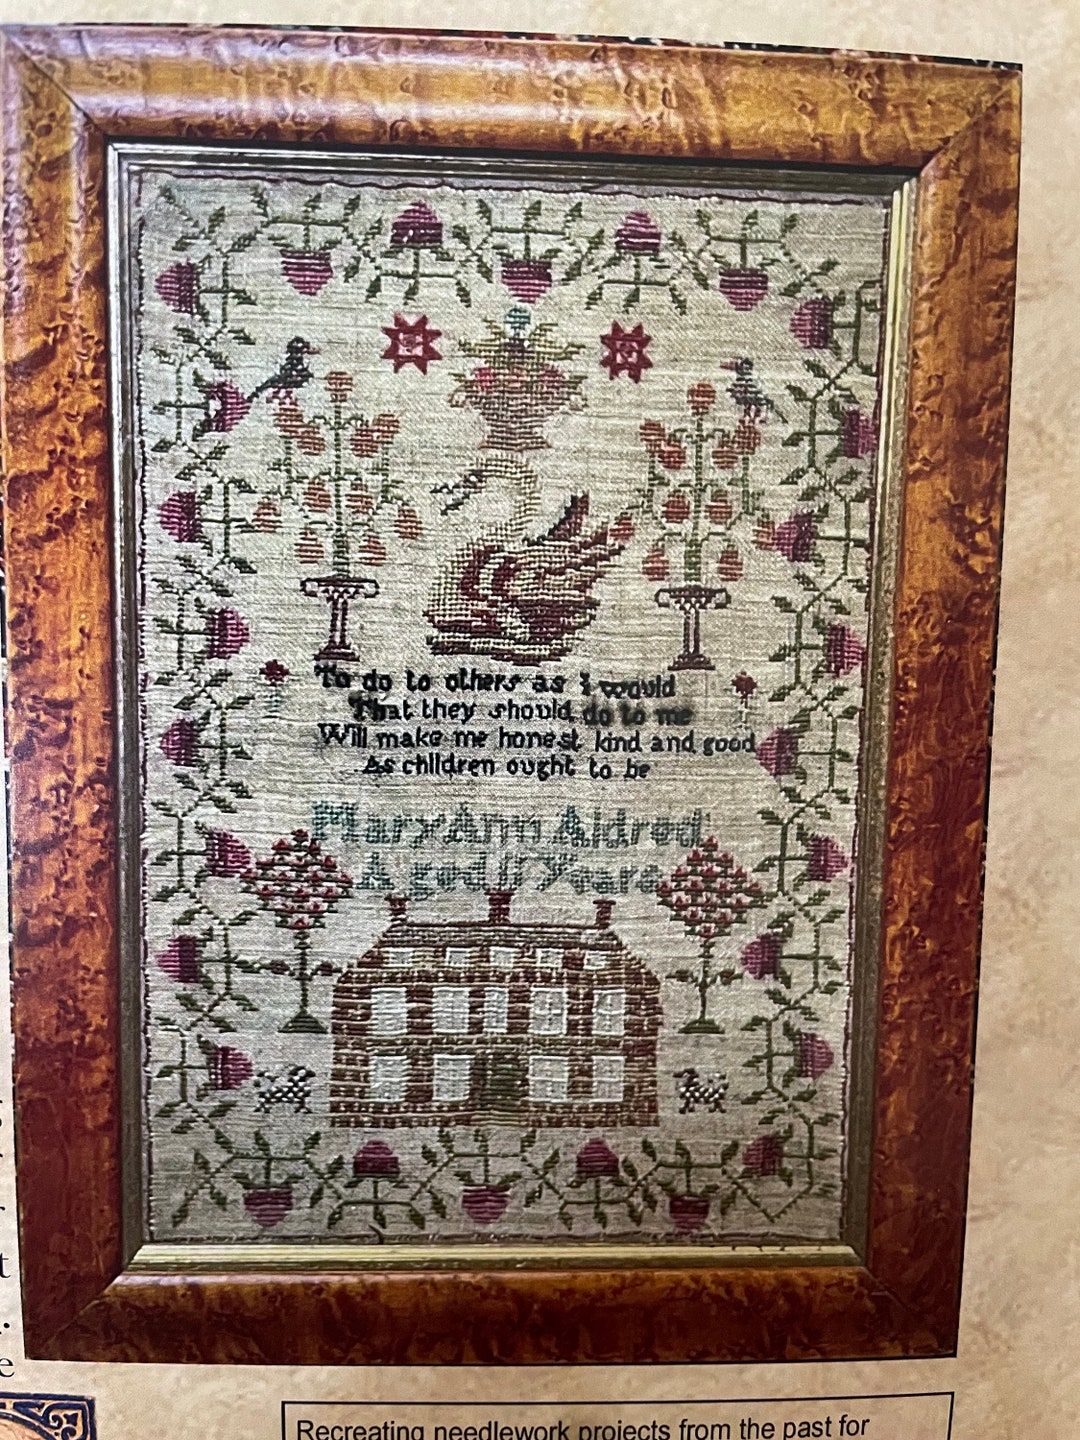 To do to others as I would
That they should do to me
Will make me honest kind and good
As children ought to be
Mary Ann Aldred
Aged 11 Years
t
.
e
Recreating needlework projects from the past for